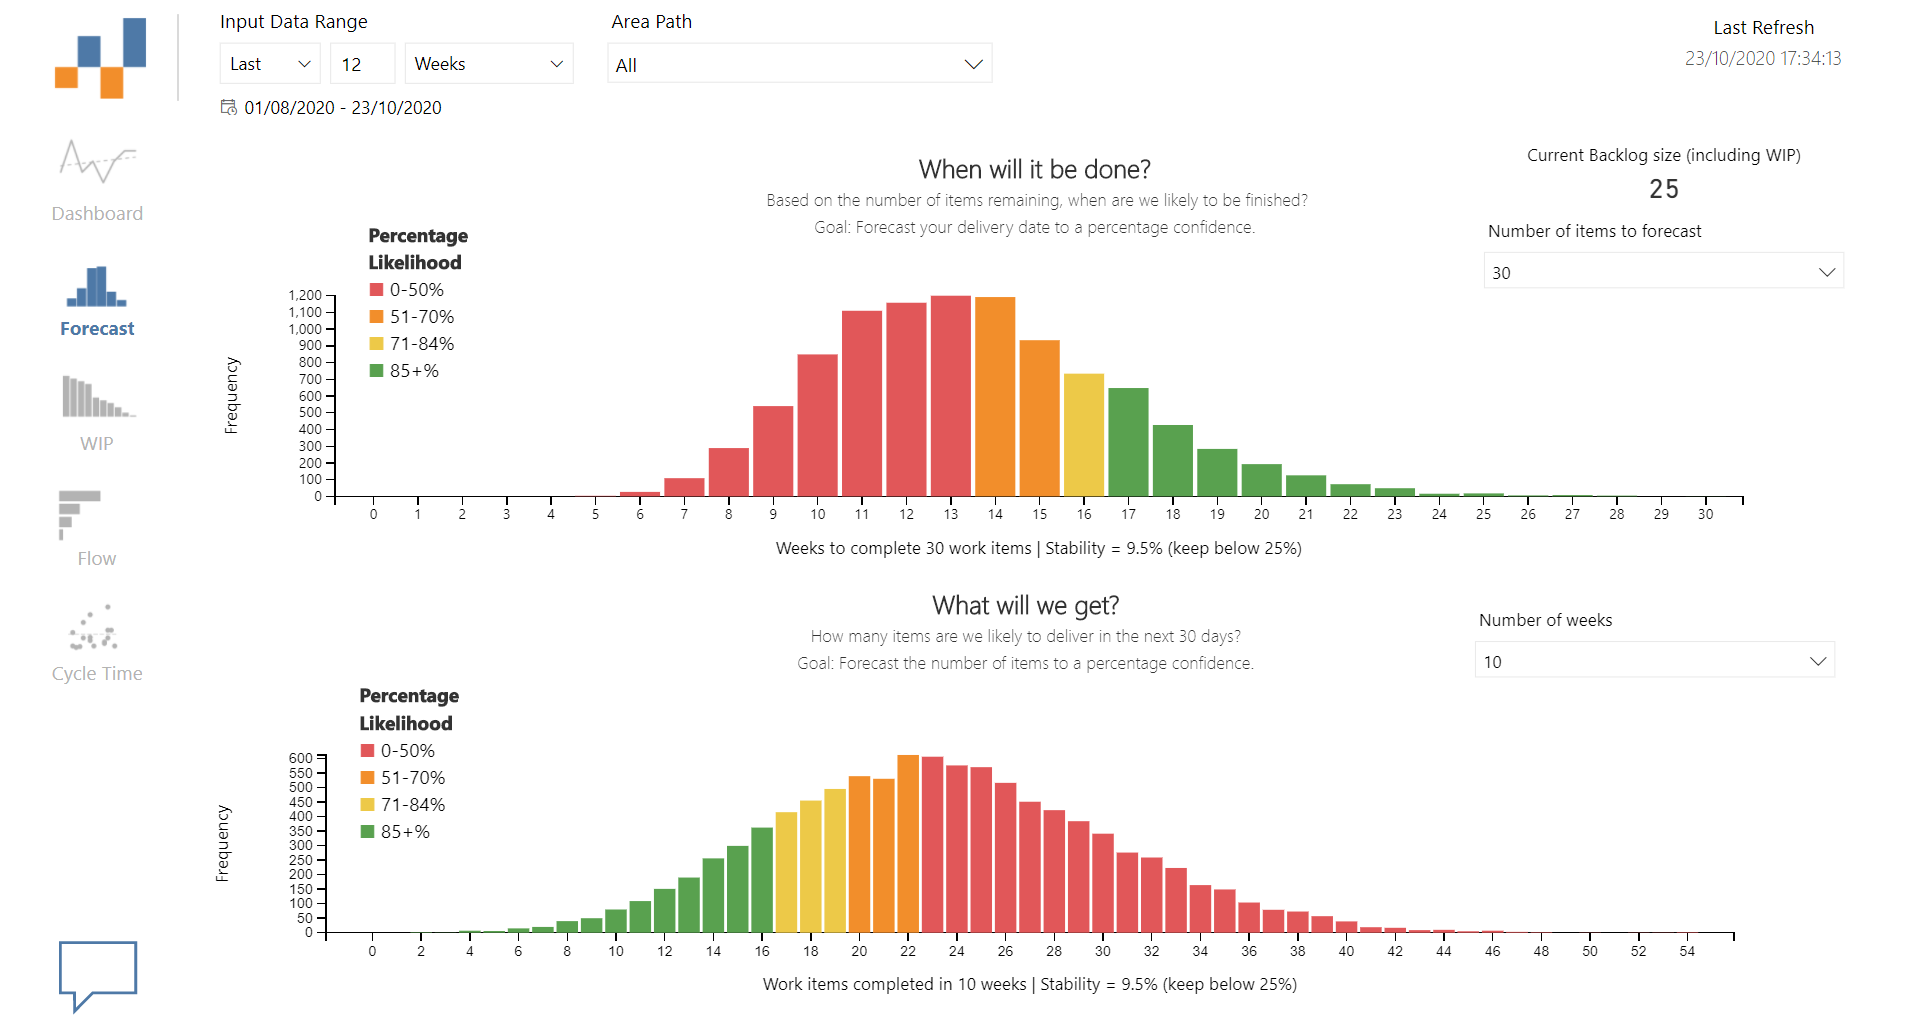 Input Data Range
Area Path
Last Refresh
Last
12
Weeks
All
23/10/2020 17:34:13
01/08/2020 - 23/10/2020
Dashboard
Forecast
WIP
Flow
Cycle Time
When will it be done?
Based on the number of items remaining, when are we likely to be finished?
Goal: Forecast your delivery date to a percentage confidence.
Current Backlog size (including WIP)
25
Number of items to forecast
30
Percentage
Likelihood
0-50%
51-70%
71-84%
85+%
Frequency
1,200
1,100
1,000
900
800
700
600
500
400
300
200
100
0
0 1 2 3 4 5 6 7 8 9 10 11 12 13 14 15 16 17 18 19 20 21 22 23 24 25 26 27 28 29 30
Weeks to complete 30 work items | Stability = 9.5% (keep below 25%)
What will we get?
How many items are we likely to deliver in the next 30 days?
Goal: Forecast the number of items to a percentage confidence.
Number of weeks
10
Percentage
Likelihood
0-50%
51-70%
71-84%
85+%
Frequency
600
550
500
450
400
350
300
250
200
150
100
50
0
0 2 4 6 8 10 12 14 16 18 20 22 24 26 28 30 32 34 36 38 40 42 44 46 48 50 52 54
Work items completed in 10 weeks | Stability = 9.5% (keep below 25%)